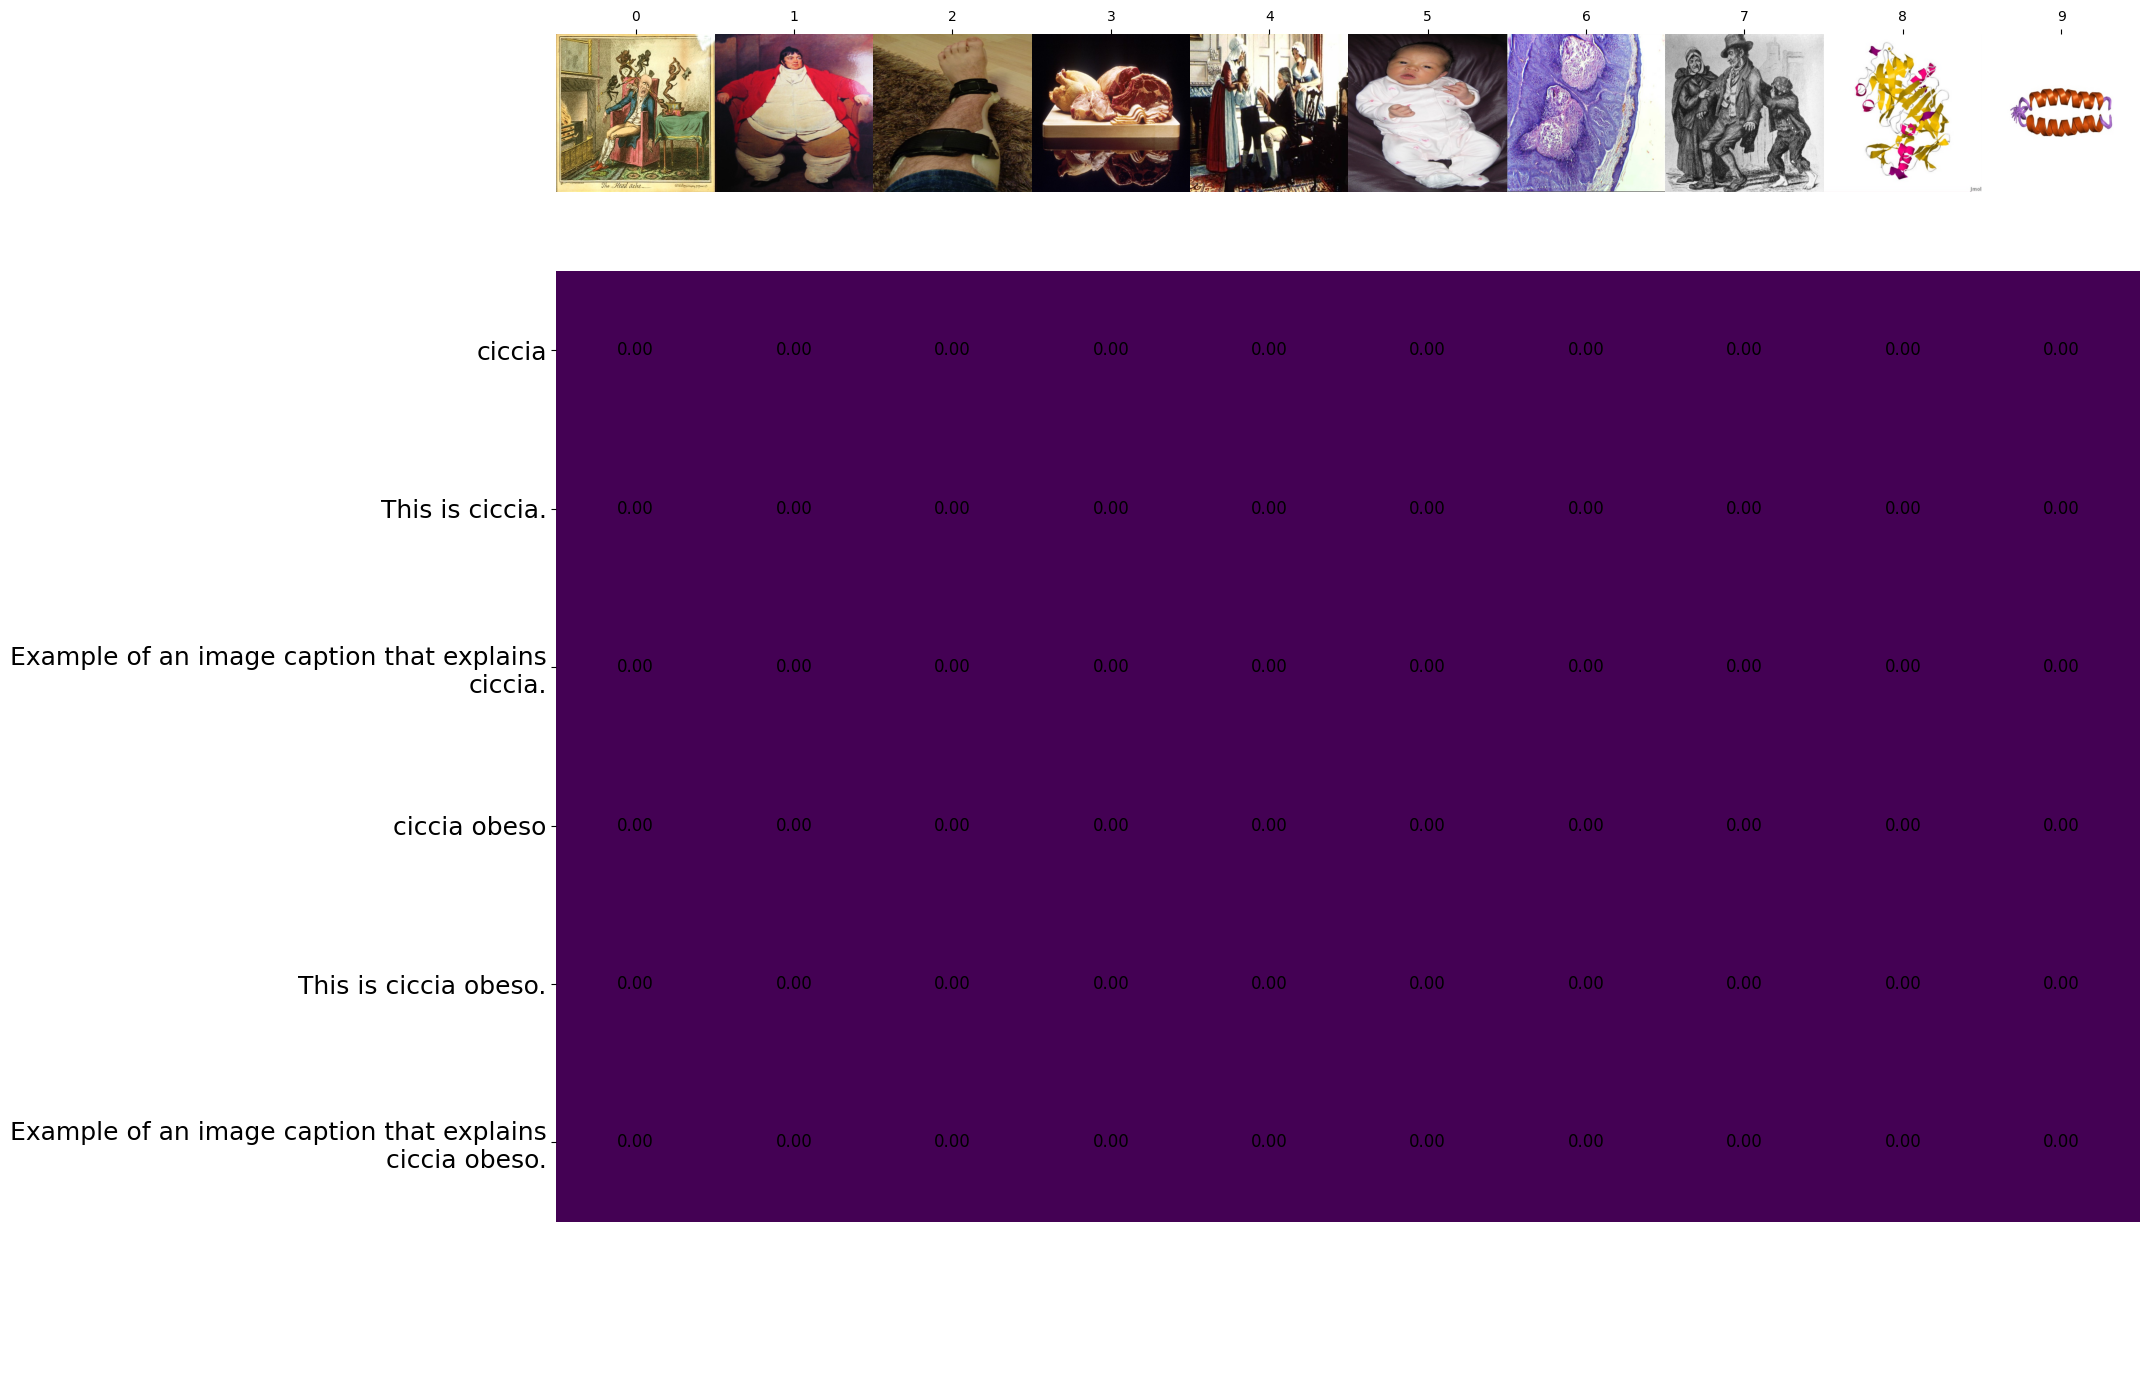 0 1 2 3 4 5 6 7 8 9
The Head ache
ciccia 0.00 0.00 0.00 0.00 0.00 0.00 0.00 0.00 0.00 0.00
This is ciccia. 0.00 0.00 0.00 0.00 0.00 0.00 0.00 0.00 0.00 0.00
Example of an image caption that explains
ciccia. 0.00 0.00 0.00 0.00 0.00 0.00 0.00 0.00 0.00 0.00
ciccia obeso 0.00 0.00 0.00 0.00 0.00 0.00 0.00 0.00 0.00 0.00
This is ciccia obeso. 0.00 0.00 0.00 0.00 0.00 0.00 0.00 0.00 0.00 0.00
Example of an image caption that explains
ciccia obeso. 0.00 0.00 0.00 0.00 0.00 0.00 0.00 0.00 0.00 0.00